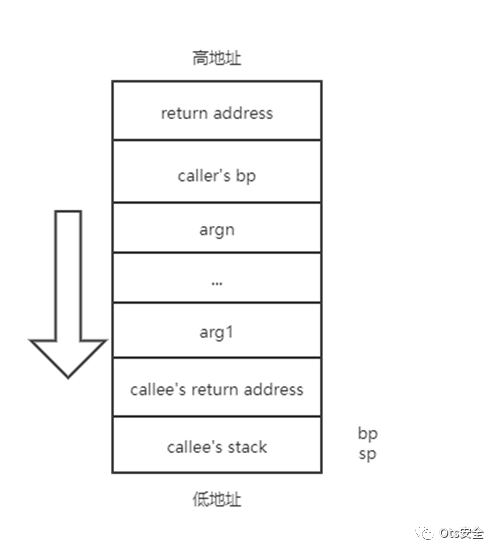 高地址
return address
caller's bp
argn
...
arg1
callee's return address
callee's stack
bp
sp
低地址
Ots安全